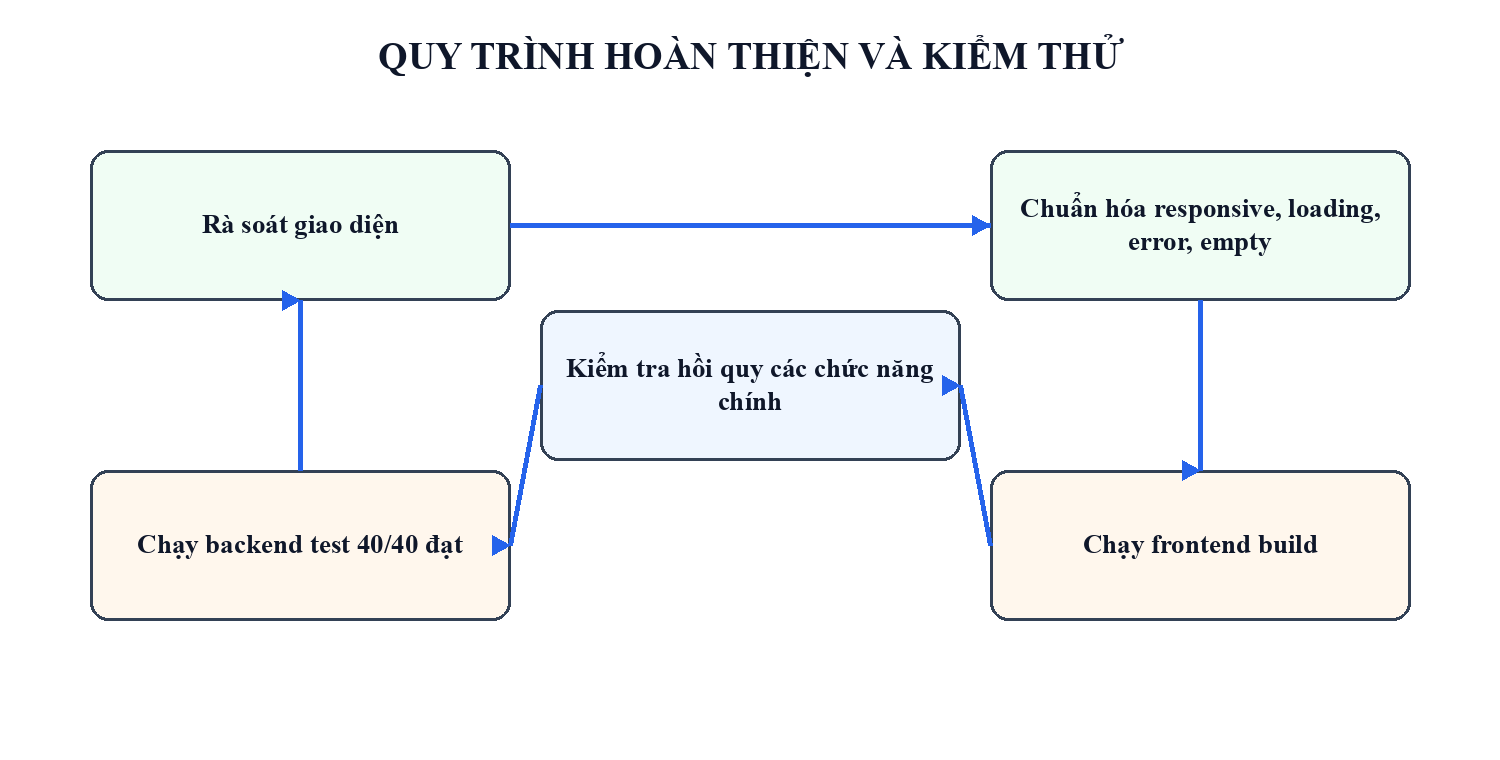 QUY TRÌNH HOÀN THIỆN VÀ KIỂM THỬ
Rà soát giao diện
Chuẩn hóa responsive, loading,
error, empty
Kiểm tra hồi quy các chức năng
chính
Chạy backend test 40/40 đạt
Chạy frontend build